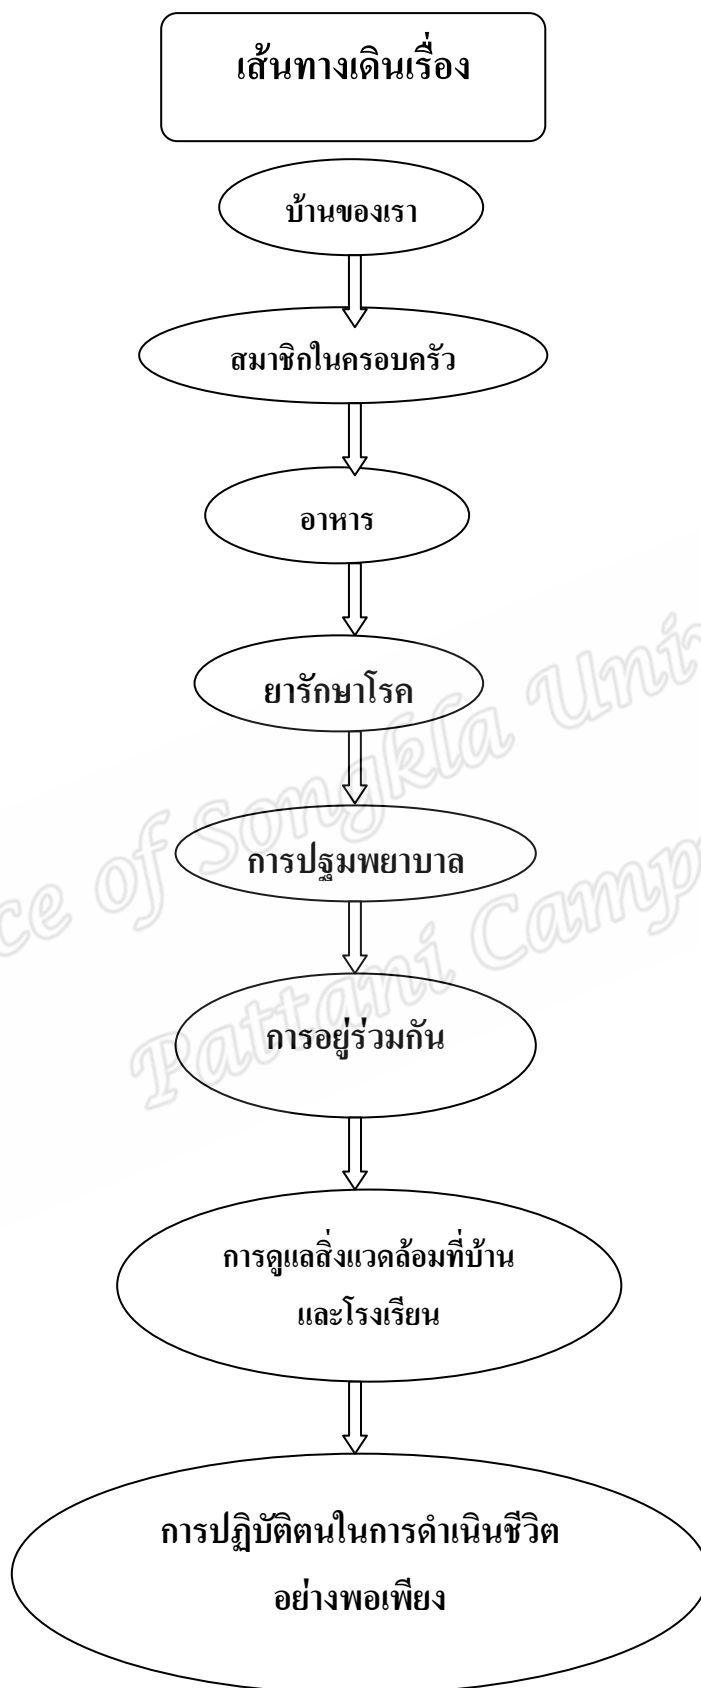 เส้นทางเดินเรื่อง
บ้านของเรา
สมาชิกในครอบครัว
อาหาร
ยารักษาโรค
การปฐมพยาบาล
การอยู่ร่วมกัน
การดูแลสิ่งแวดล้อมที่บ้าน
และโรงเรียน
การปฏิบัติตนในการดำเนินชีวิต
อย่างพอเพียง
of Songkla
Pattani